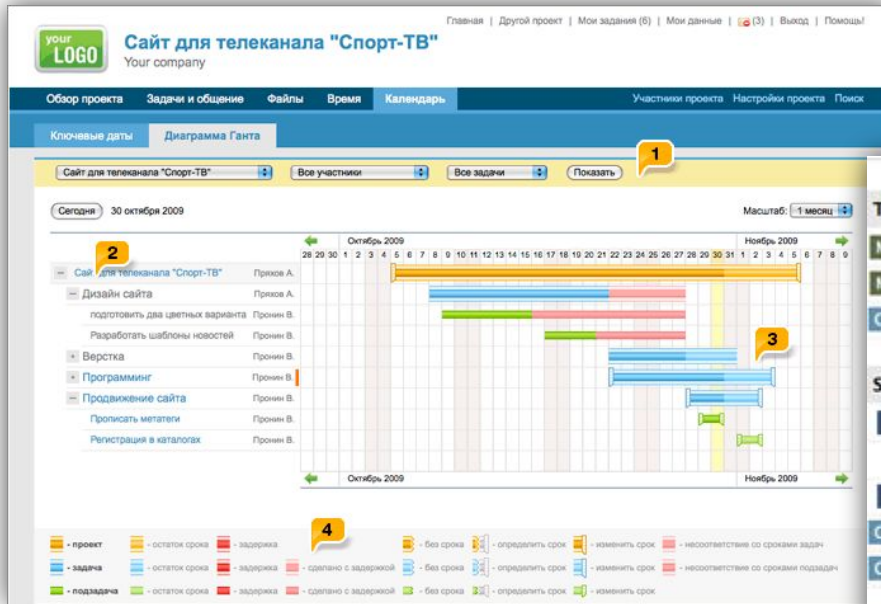 Главная | Другой проект | Мои задания (6) | Мои данные | (3) | Выход | Помощь!
your LOGO
Сайт для телеканала "Спорт-ТВ"
Your company
Обзор проекта Задачи и общение Файлы Время Календарь Участники проекта Настройки проекта Поиск
Ключевые даты Диаграмма Ганта
1
Сайт для телеканала "Спорт-ТВ" Все участники Все задачи Показать
Сегодня 30 октября 2009 Масштаб: 1 месяц
Октябрь 2009 Ноябрь 2009
28 29 30 1 2 3 4 5 6 7 8 9 10 11 12 13 14 15 16 17 18 19 20 21 22 23 24 25 26 27 28 29 30 31 1 2 3 4 5 6 7 8 9
2
Сайт для телеканала "Спорт-ТВ" Пряхов А.
Дизайн сайта Пряхов А.
подготовить два цветных варианта Пронин В.
Разработать шаблоны новостей Пронин В.
Верстка Пронин В.
3
Программинг Пронин В.
Продвижение сайта Пронин В.
Прописать метатеги Пронин В.
Регистрация в каталогах Пронин В.
Октябрь 2009 Ноябрь 2009
4
- проект - остаток срока - задержка - без срока - определить срок - изменить срок - несоответствие со сроками задач
- задача - остаток срока - задержка - сделано с задержкой - без срока - определить срок - изменить срок - несоответствие со сроками подзадач
- подзадача - остаток срока - задержка - сделано с задержкой - без срока - определить срок - изменить срок